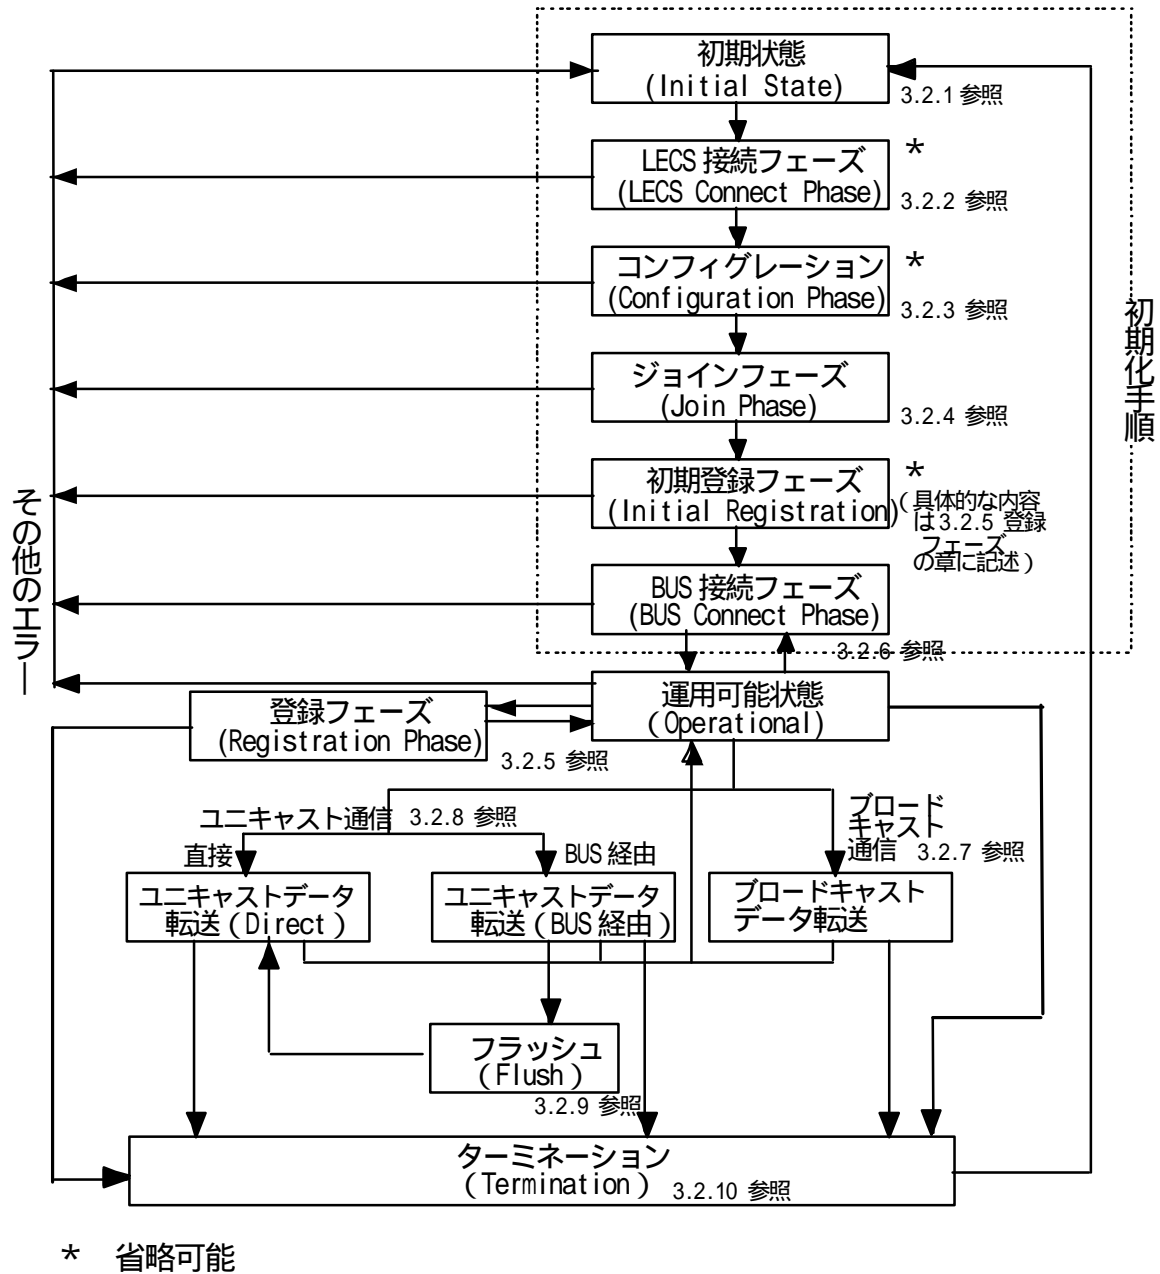 初期状態
(Initial State)
3.2.1 参照
LECS 接続フェーズ
(LECS Connect Phase)
*
3.2.2 参照
コンフィグレーション
(Configuration Phase)
*
3.2.3 参照
ジョインフェーズ
(Join Phase)
3.2.4 参照
初期登録フェーズ
(Initial Registration)
*
(具体的な内容
は3.2.5 登録
フェーズ
の章に記述)
BUS 接続フェーズ
(BUS Connect Phase)
3.2.6 参照
初期化手順
その他のエラー
運用可能状態
(Operational)
登録フェーズ
(Registration Phase)
3.2.5 参照
ユニキャスト通信 3.2.8 参照
直接
BUS 経由
ブロード
キャスト
通信 3.2.7 参照
ユニキャストデータ
転送(Direct)
ユニキャストデータ
転送(BUS 経由)
ブロードキャスト
データ転送
フラッシュ
(Flush)
3.2.9 参照
ターミネーション
(Termination) 3.2.10 参照
* 省略可能